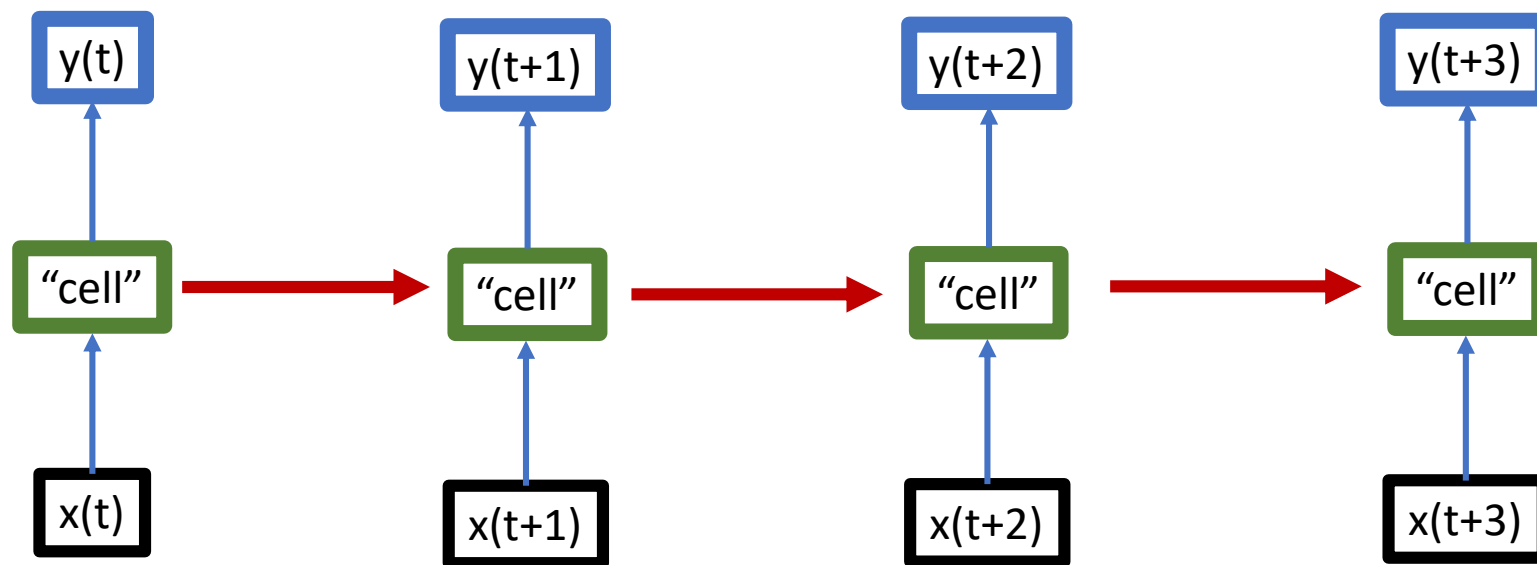 y(t)
y(t+1)
y(t+2)
y(t+3)
“cell”
“cell”
“cell”
“cell”
x(t)
x(t+1)
x(t+2)
x(t+3)